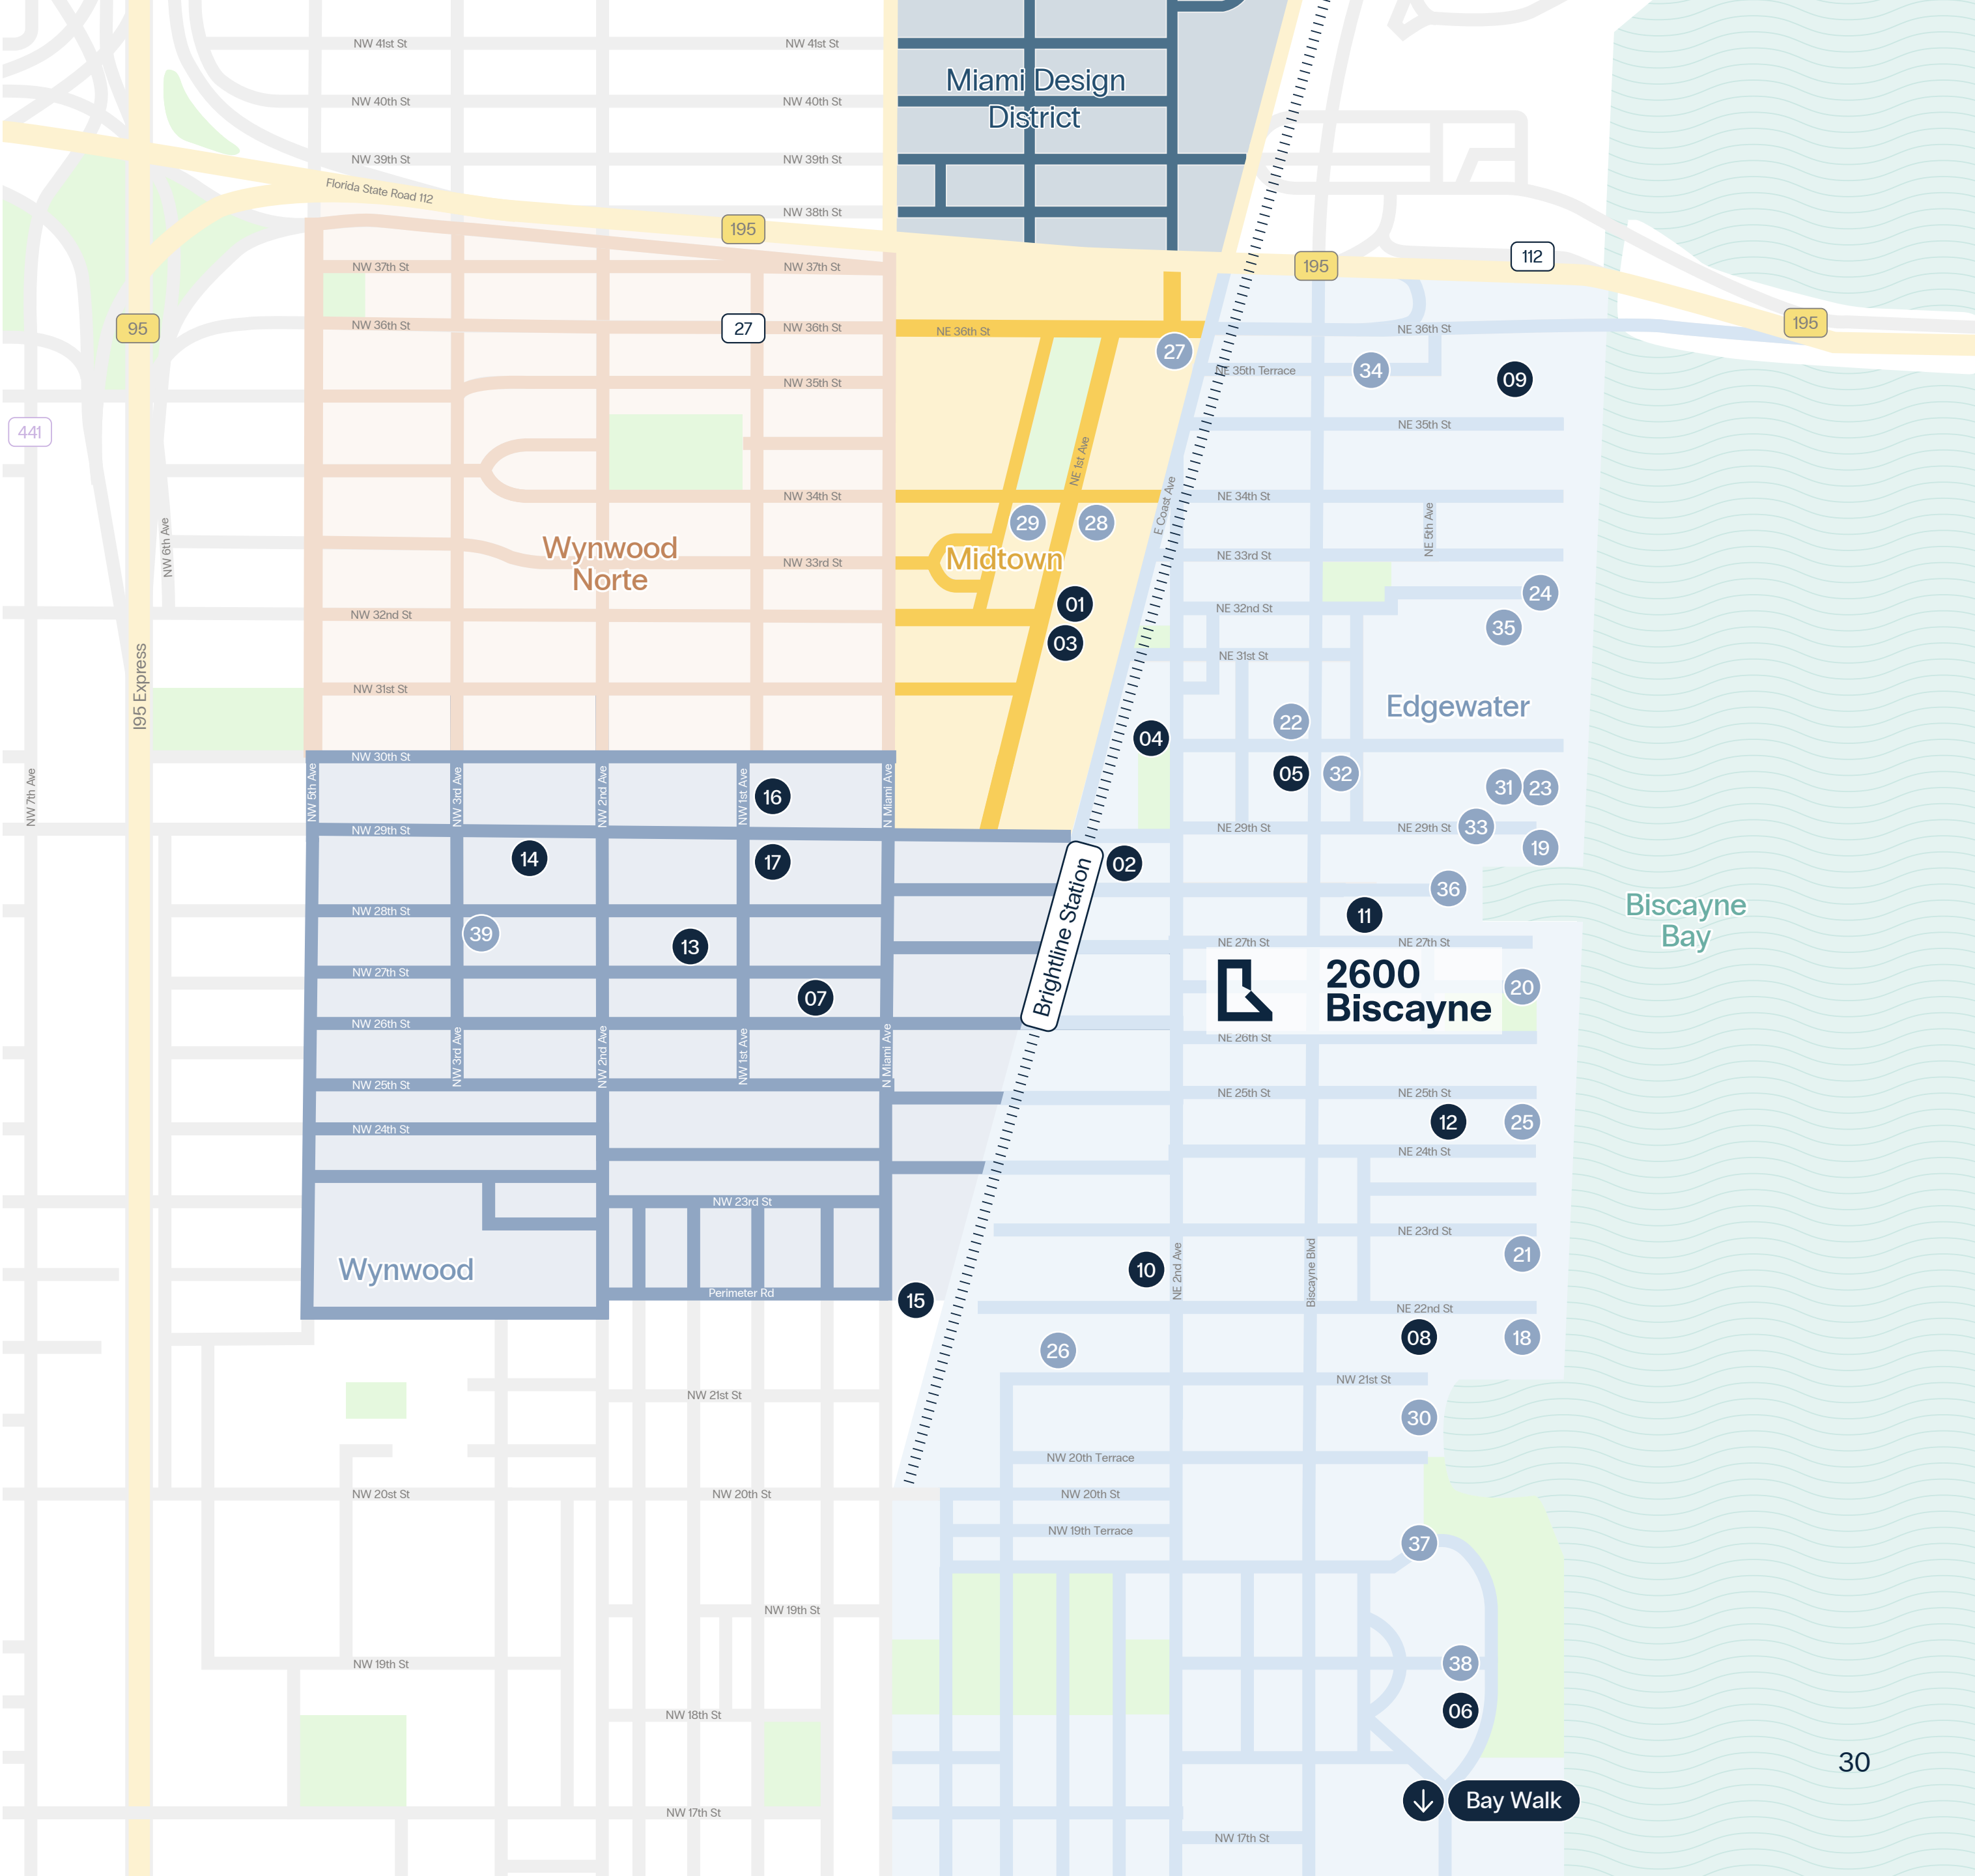 NW 41st St
NW 41st St
Miami Design
District
NW 40th St
NW 40th St
NW 39th St
NW 39th St
Florida State Road 112
NW 38th St
195
112
195
NW 37th St
NW 37th St
195
95
NW 36th St
27
NW 36th St
NE 36th St
NE 36th St
27
NE 35th Terrace
34
09
NW 35th St
441
NE 35th St
NE 1st Ave
NW 34th St
NE 34th St
E Coast Ave
29
28
NE 5th Ave
NW 6th Ave
Wynwood
Norte
Midtown
NW 33rd St
NE 33rd St
24
01
NE 32nd St
NW 32nd St
35
03
NE 31st St
I95 Express
NW 31st St
Edgewater
22
04
NW 30th St
05
32
31
23
NW 7th Ave
NW 5th Ave
NW 3rd Ave
NW 2nd Ave
NW 1st Ave
16
N Miami Ave
NW 29th St
NE 29th St
NE 29th St
33
19
14
17
02
36
Biscayne
Bay
NW 28th St
11
39
13
Brightline Station
NE 27th St
NE 27th St
NW 27th St
2600
Biscayne
20
07
NW 26th St
NE 26th St
NW 3rd Ave
NW 2nd Ave
NW 1st Ave
N Miami Ave
NW 25th St
NE 25th St
NE 25th St
12
25
NW 24th St
NE 24th St
NW 23rd St
NE 23rd St
21
Wynwood
10
NE 2nd Ave
Biscayne Blvd
Perimeter Rd
15
NE 22nd St
08
18
26
NW 21st St
NW 21st St
30
NW 20th Terrace
NW 20st St
NW 20th St
NW 20th St
NW 19th Terrace
37
NW 19th St
NW 19th St
38
06
NW 18th St
30
Bay Walk
NW 17th St
NW 17th St